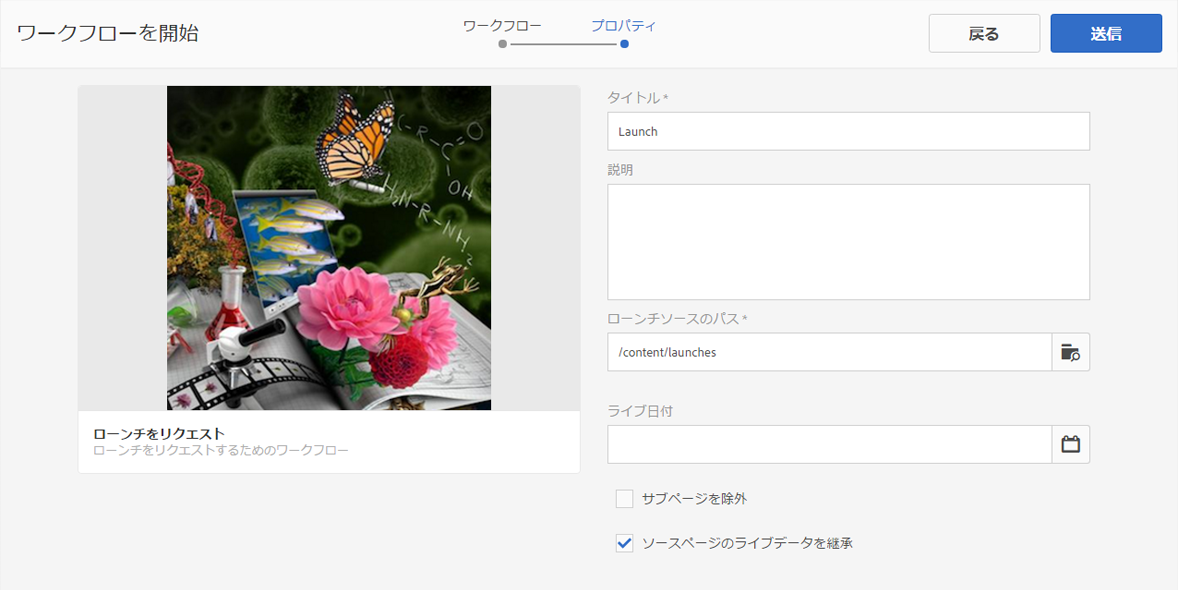 ワークフローを開始
ワークフロー
プロパティ
戻る
送信
C-R-C=O
OH
H₂N-R-NH₂
ローンチをリクエスト
ローンチをリクエストするためのワークフロー
タイトル *
Launch
説明
ローンチソースのパス *
/content/launches
ライブ日付
サブページを除外
ソースページのライブデータを継承